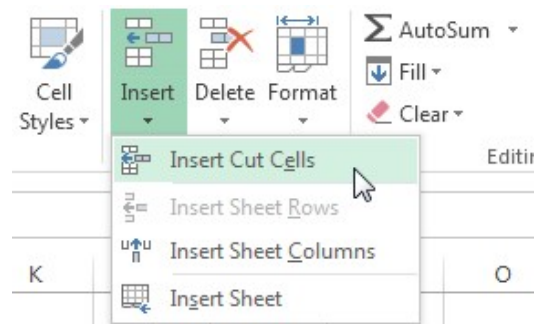 AutoSum
Fill
Cell
Styles
Insert
Delete
Format
Clear
Editin
Insert Cut Cells
Insert Sheet Rows
Insert Sheet Columns
Insert Sheet
K
O